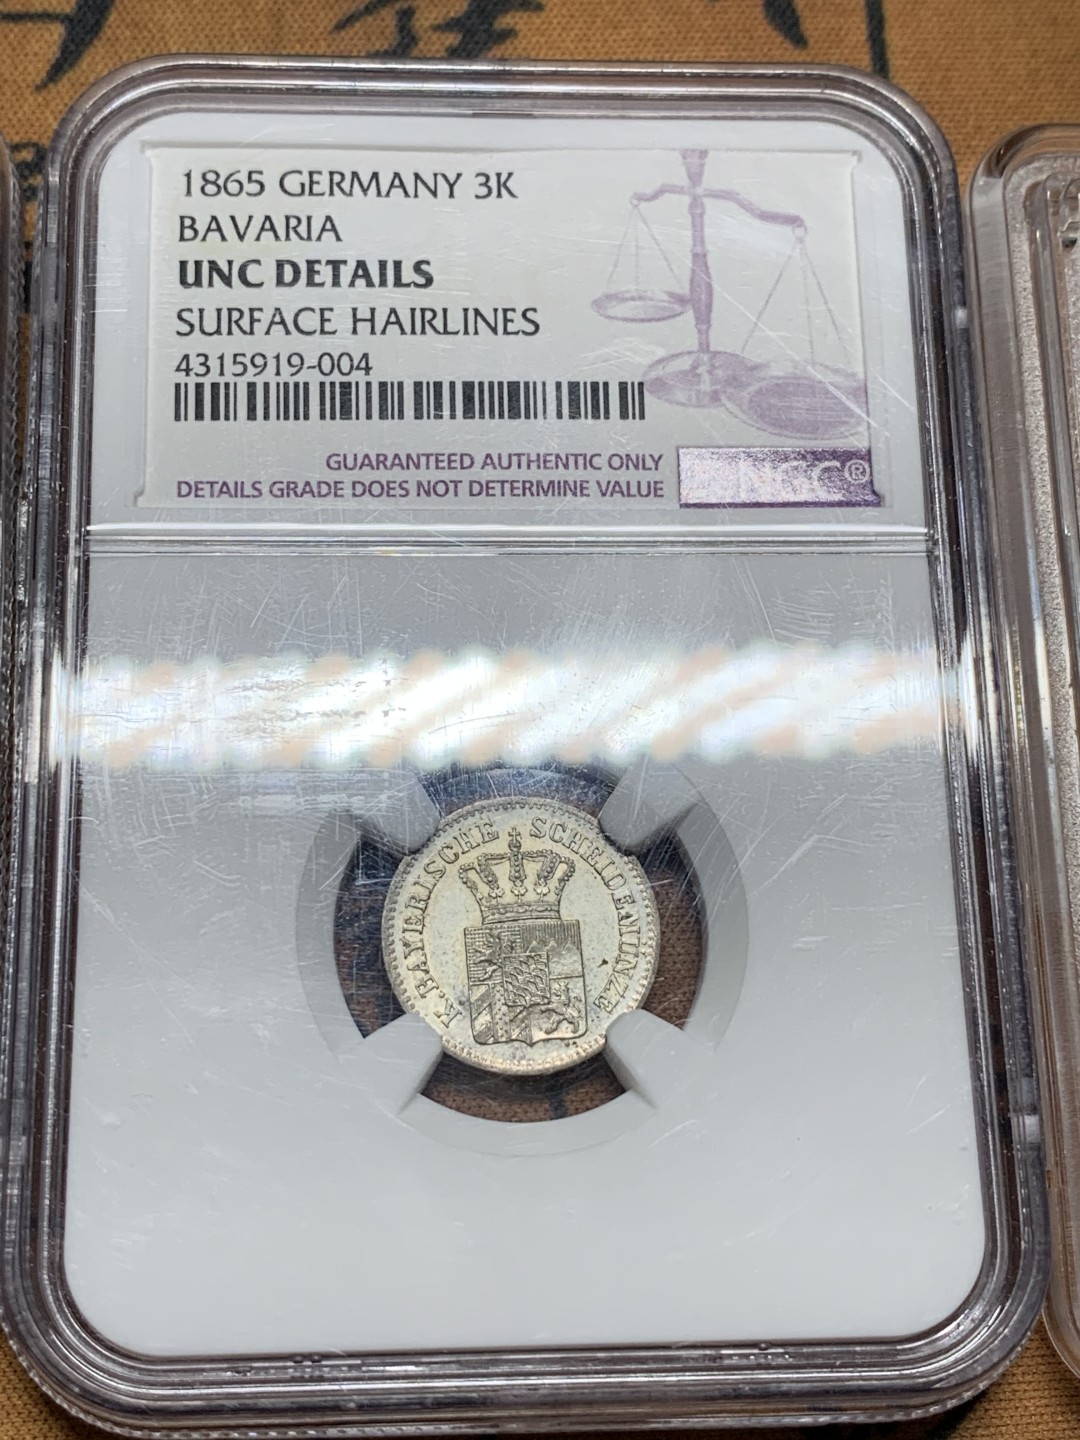 1865 GERMANY 3K
BAVARIA
UNC DETAILS
SURFACE HAIRLINES
4315919-004
GUARANTEED AUTHENTIC ONLY
DETAILS GRADE DOES NOT DETERMINE VALUE
NGC®
K. BAYERISCHE SCHEIDEMÜNZE